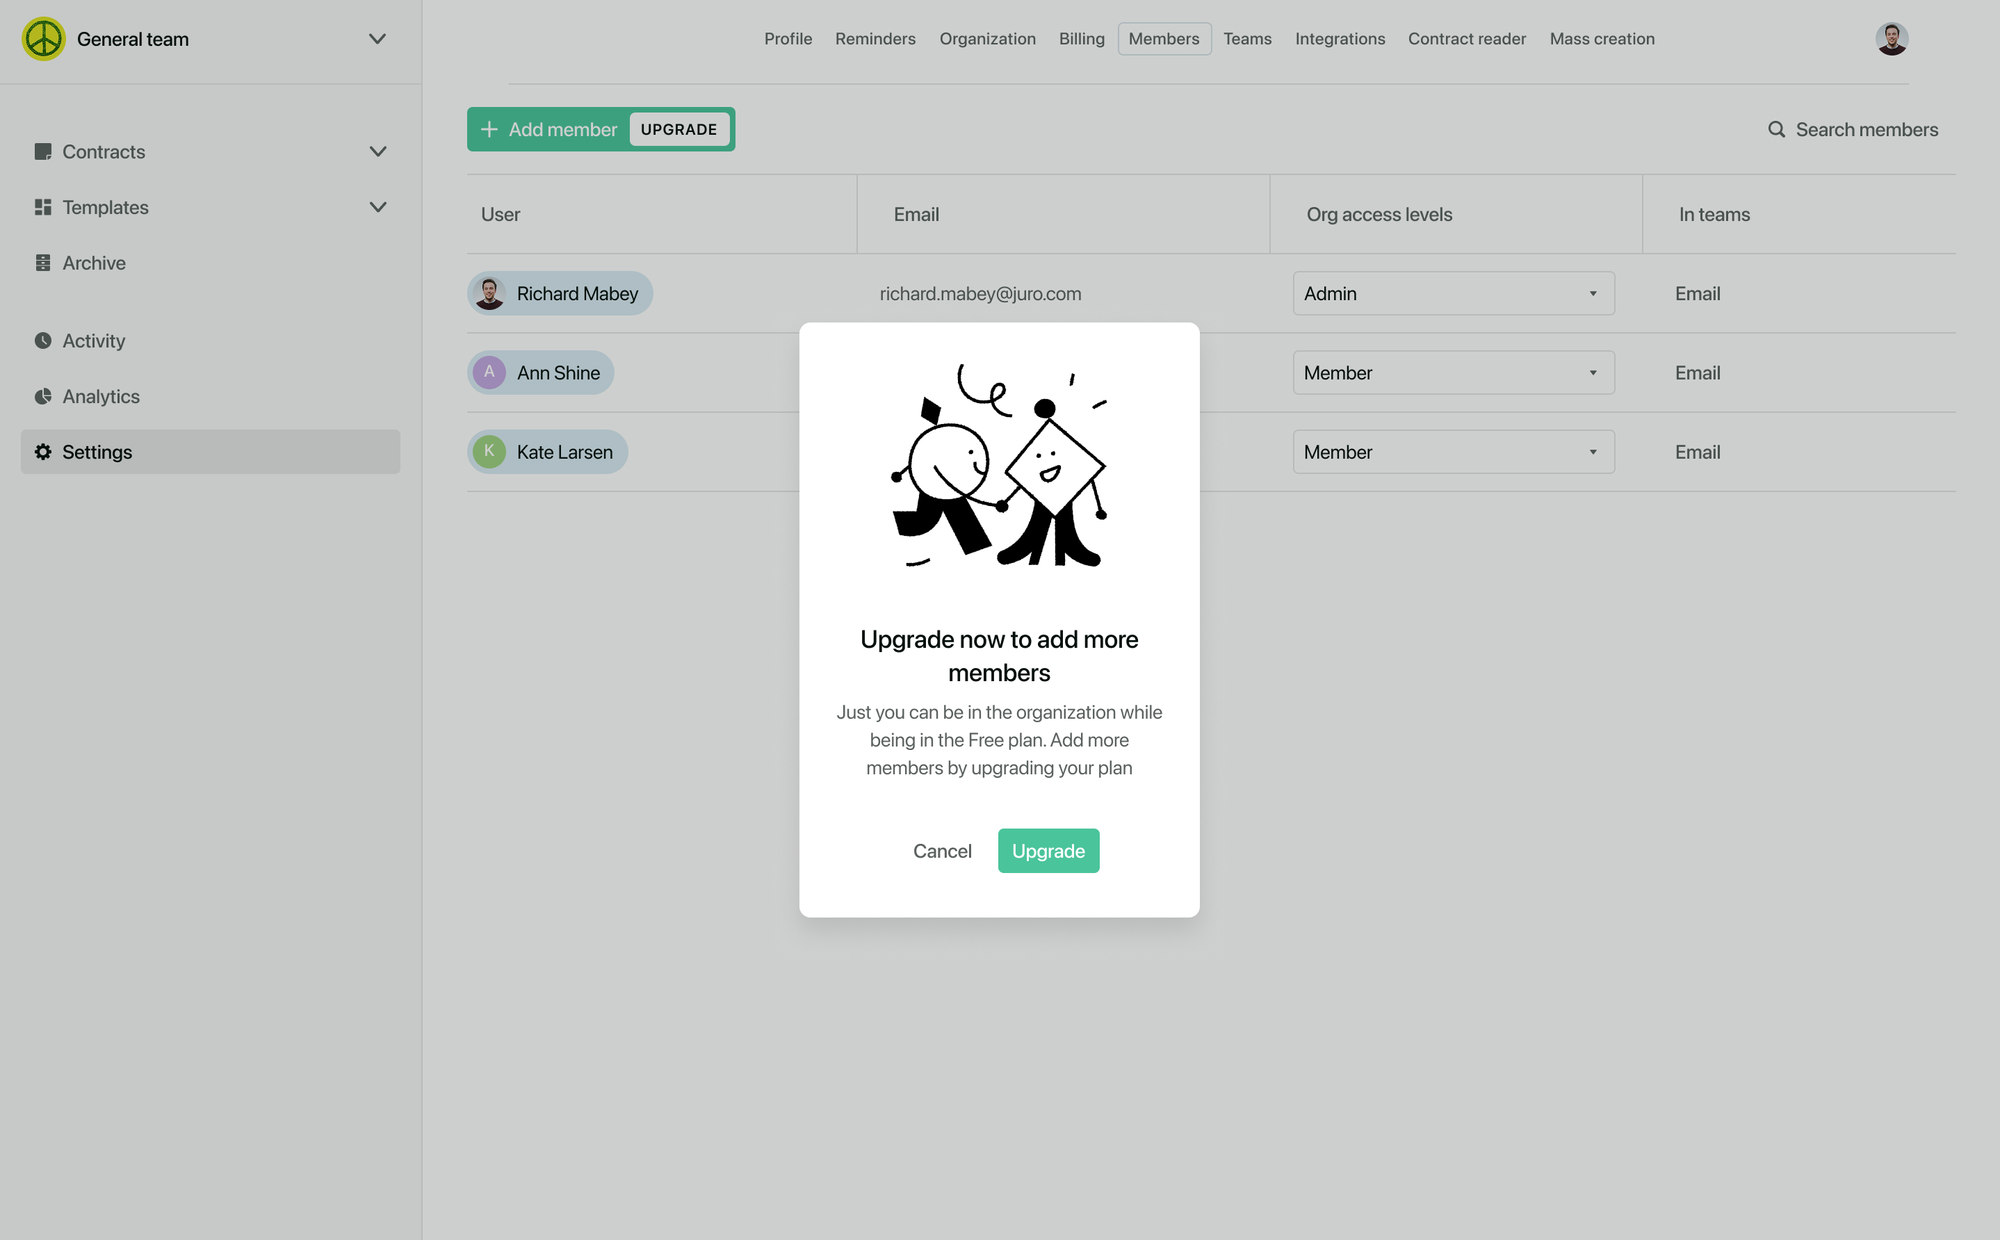 General team
Profile
Reminders
Organization
Billing
Members
Teams
Integrations
Contract reader
Mass creation
Contracts
Templates
Archive
Activity
Analytics
Settings
Add member UPGRADE
Search members
User
Email
Org access levels
In teams
Richard Mabey
richard.mabey@juro.com
Admin
Email
A
Ann Shine
Member
Email
K
Kate Larsen
Member
Email
Upgrade now to add more
members
Just you can be in the organization while
being in the Free plan. Add more
members by upgrading your plan
Cancel
Upgrade